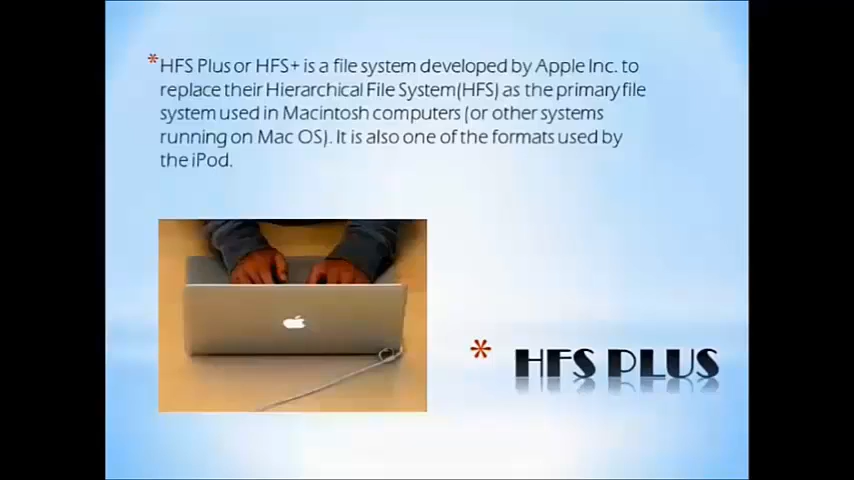 * HFS Plus or HFS+ is a file system developed by Apple Inc. to
replace their Hierarchical File System(HFS) as the primary file
system used in Macintosh computers (or other systems
running on Mac OS). It is also one of the formats used by
the iPod.
* HFS PLUS